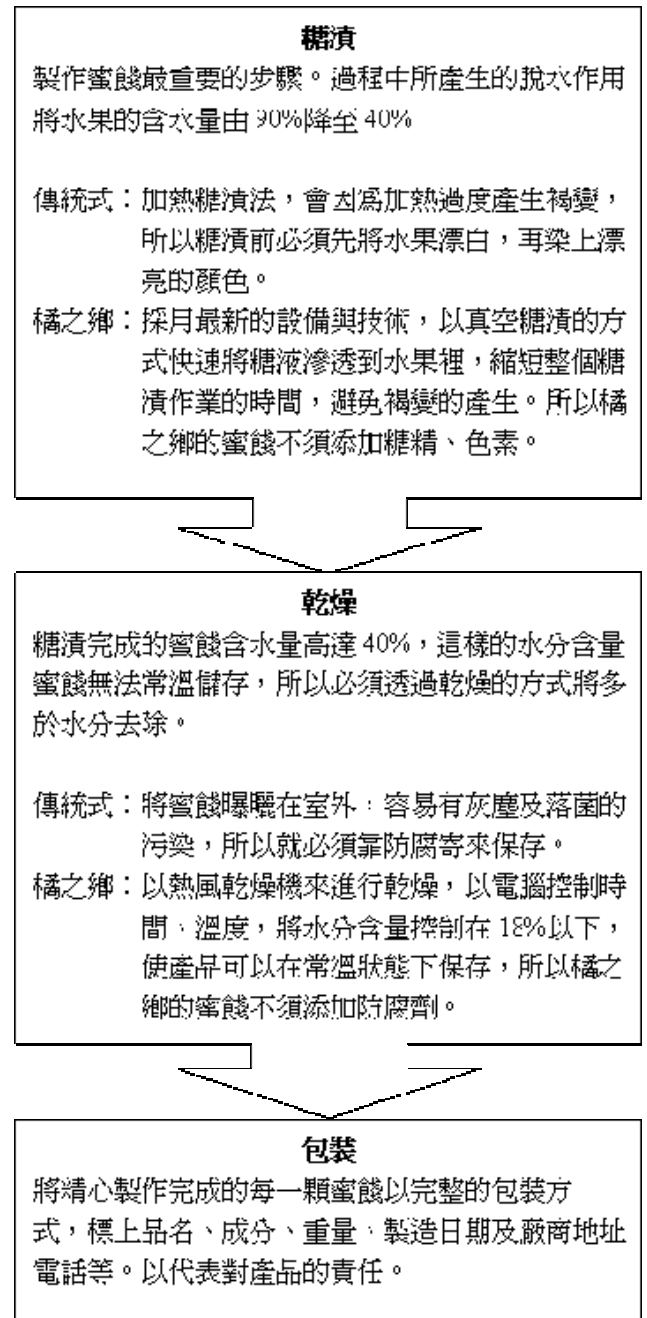 糖漬
製作蜜餞最重要的步驟。過程中所產生的脫水作用
將水果的含水量由90%降至40%
傳統式：加熱糖漬法，會因為加熱過度產生褐變，
所以糖漬前必須先將水果漂白，再染上漂
亮的顏色。
橘之鄉：採用最新的設備與技術，以真空糖漬的方
式快速將糖液滲透到水果裡，縮短整個糖
漬作業的時間，避免褐變的產生。所以橘
之鄉的蜜餞不須添加糖精、色素。
乾燥
糖漬完成的蜜餞含水量高達40%，這樣的水分含量
蜜餞無法常溫儲存，所以必須透過乾燥的方式將多
於水分去除。
傳統式：將蜜餞曝曬在室外，容易有灰塵及落菌的
污染，所以就必須靠防腐寄來保存。
橘之鄉：以熱風乾燥機來進行乾燥，以電腦控制時
間、溫度，將水分含量控制在18%以下，
使產品可以在常溫狀態下保存，所以橘之
鄉的蜜餞不須添加防腐劑。
包裝
將精心製作完成的每一顆蜜餞以完整的包裝方
式，標上品名、成分、重量、製造日期及廠商地址
電話等。以代表對產品的責任。